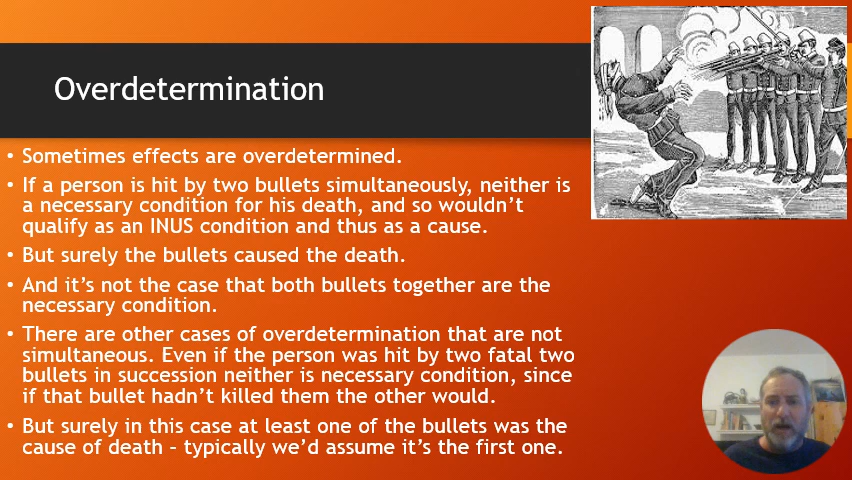 Overdetermination
• Sometimes effects are overdetermined.
• If a person is hit by two bullets simultaneously, neither is
a necessary condition for his death, and so wouldn't
qualify as an INUS condition and thus as a cause.
• But surely the bullets caused the death.
• And it's not the case that both bullets together are the
necessary condition.
• There are other cases of overdetermination that are not
simultaneous. Even if the person was hit by two fatal two
bullets in succession neither is necessary condition, since
if that bullet hadn't killed them the other would.
• But surely in this case at least one of the bullets was the
cause of death – typically we'd assume it's the first one.